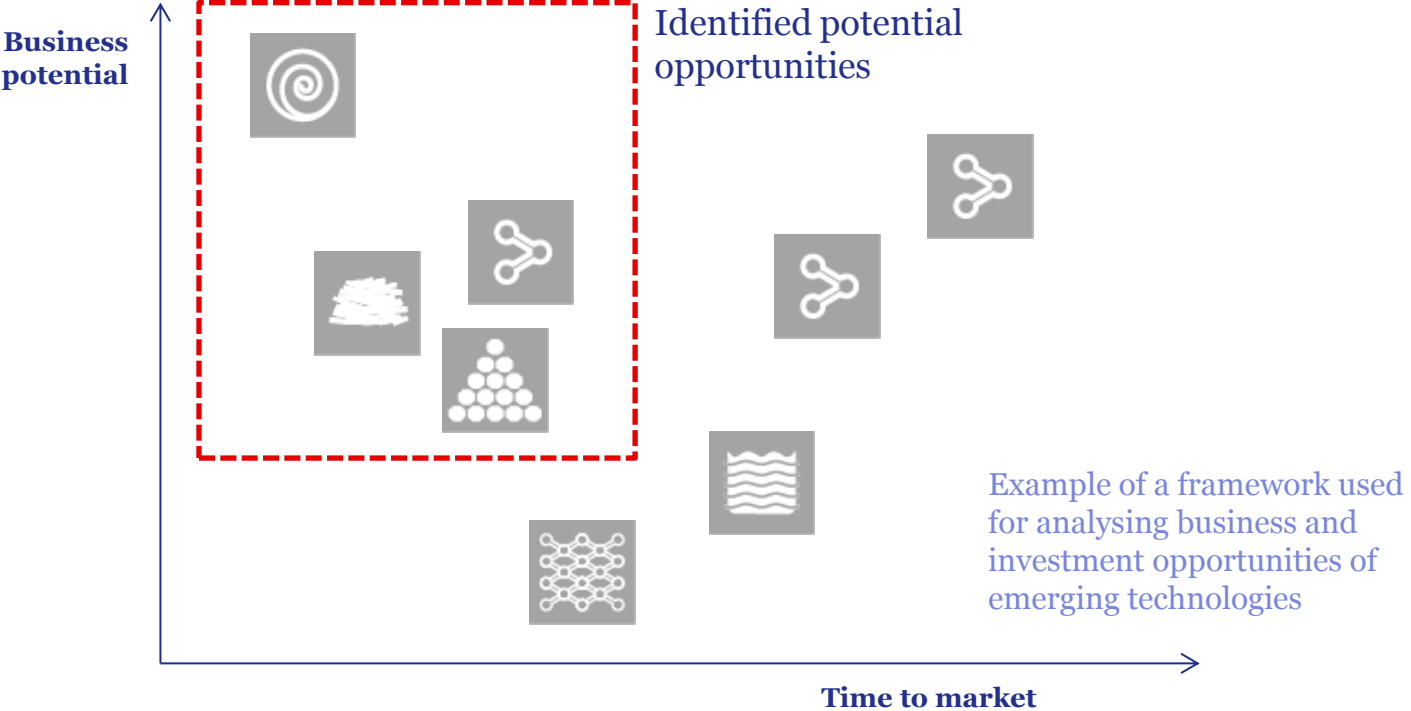 Business
potential
Identified potential
opportunities
Example of a framework used
for analysing business and
investment opportunities of
emerging technologies
Time to market